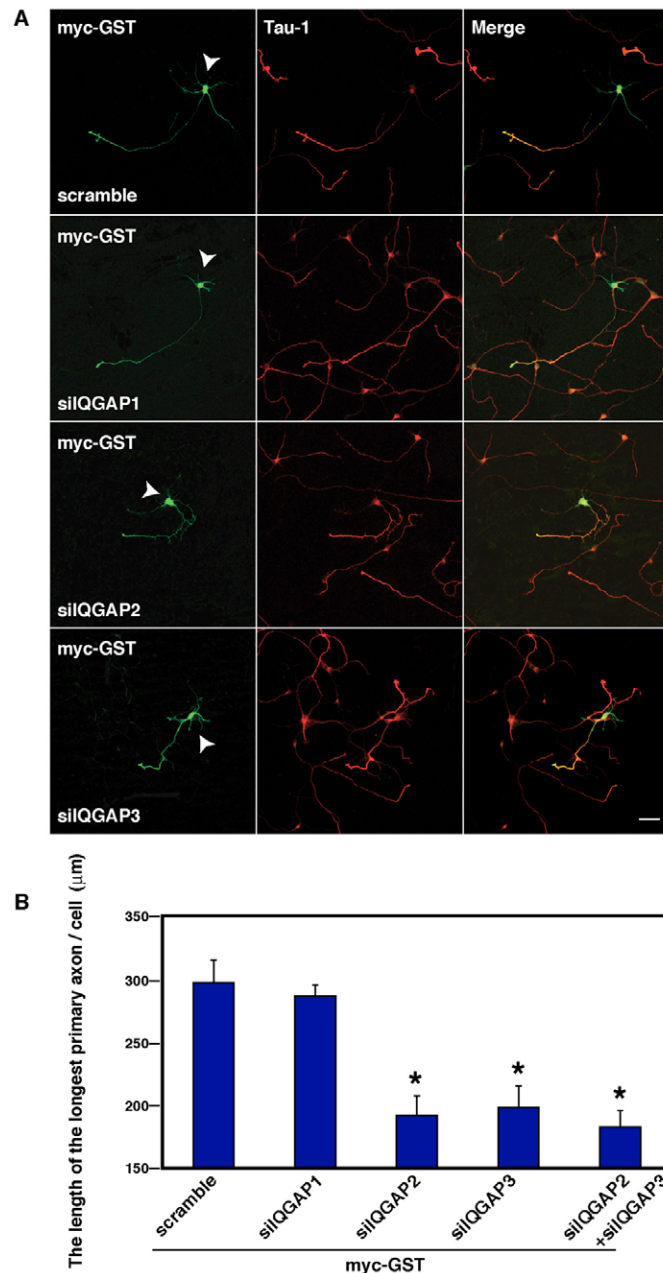 A
myc-GST Tau-1 Merge
scramble
myc-GST
siIQGAP1
myc-GST
siIQGAP2
myc-GST
siIQGAP3
B
The length of the longest primary axon / cell (μm)
350
300
250
200
150
* * *
scramble siIQGAP1 siIQGAP2 siIQGAP3 siIQGAP2
+siIQGAP3
myc-GST